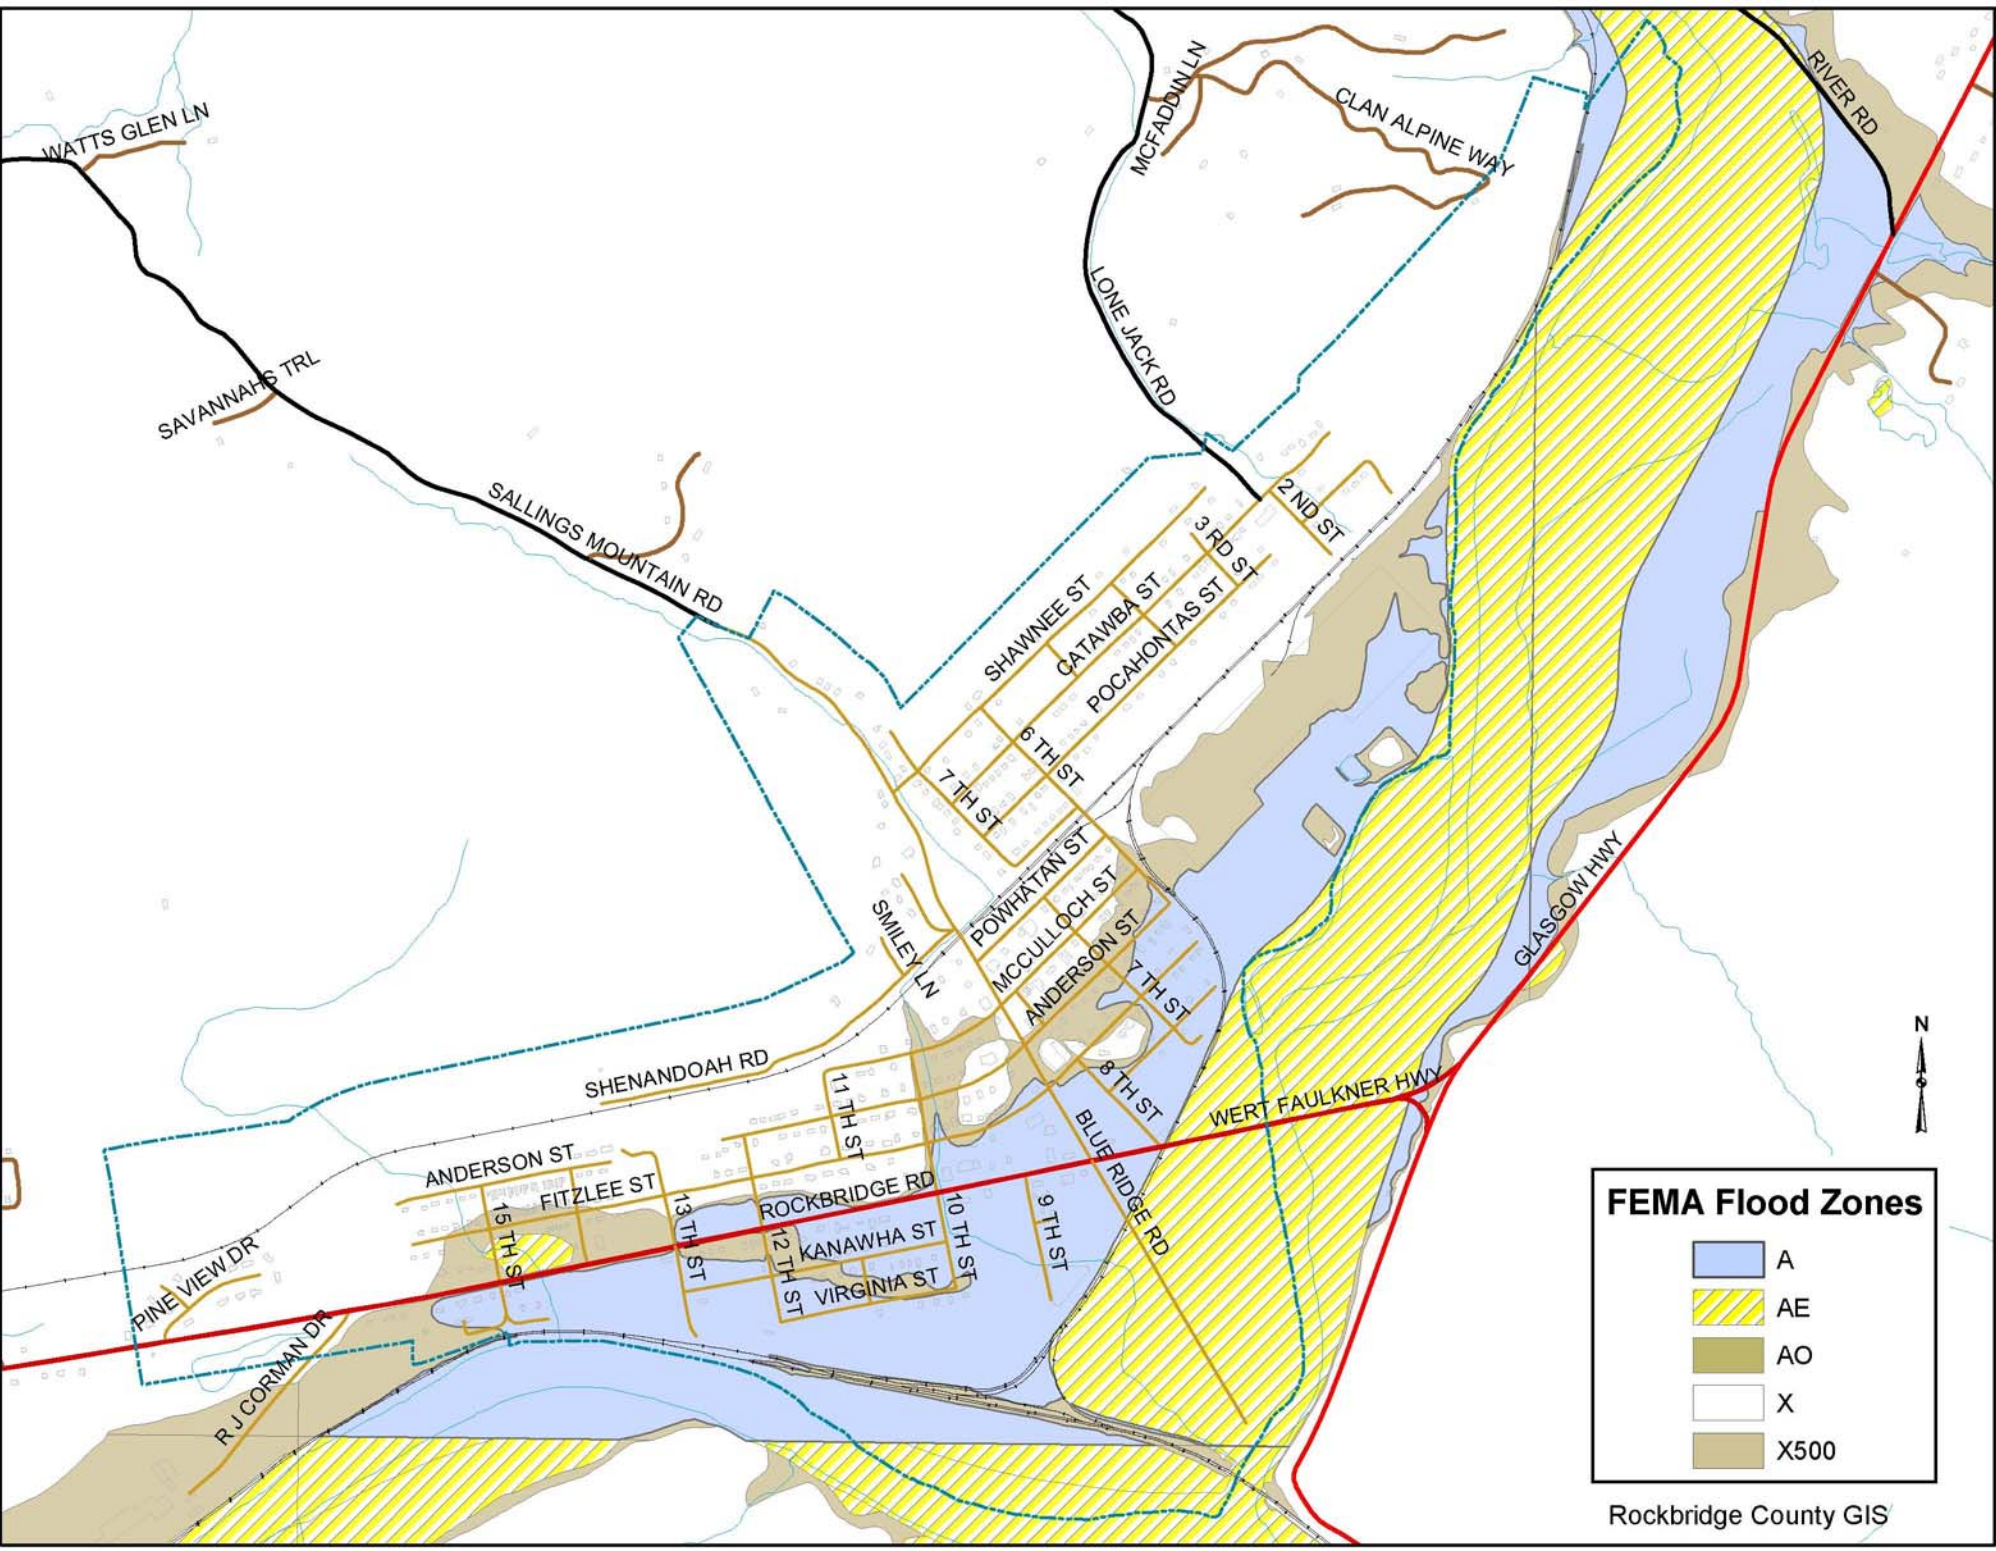 RIVER RD
MCFADDIN LN
CLAN ALPINE WAY
WATTS GLEN LN
LONE JACK RD
SAVANNAHS TRL
SALLINGS MOUNTAIN RD
2 ND ST
3 RD ST
SHAWNEE ST
CATAWBA ST
POCAHONTAS ST
6 TH ST
7 TH ST
POWHATAN ST
MCCULLOCH ST
ANDERSON ST
SMILEY LN
7 TH ST
GLASGOW HWY
SHENANDOAH RD
11 TH ST
8 TH ST
WERT FAULKNER HWY
BLUE RIDGE RD
ANDERSON ST
FITZLEE ST
ROCKBRIDGE RD
15 TH ST
13 TH ST
12 TH ST
KANAWHA ST
10 TH ST
9 TH ST
VIRGINIA ST
PINE VIEW DR
R J CORMAN DR
N
FEMA Flood Zones
A
AE
AO
X
X500
Rockbridge County GIS